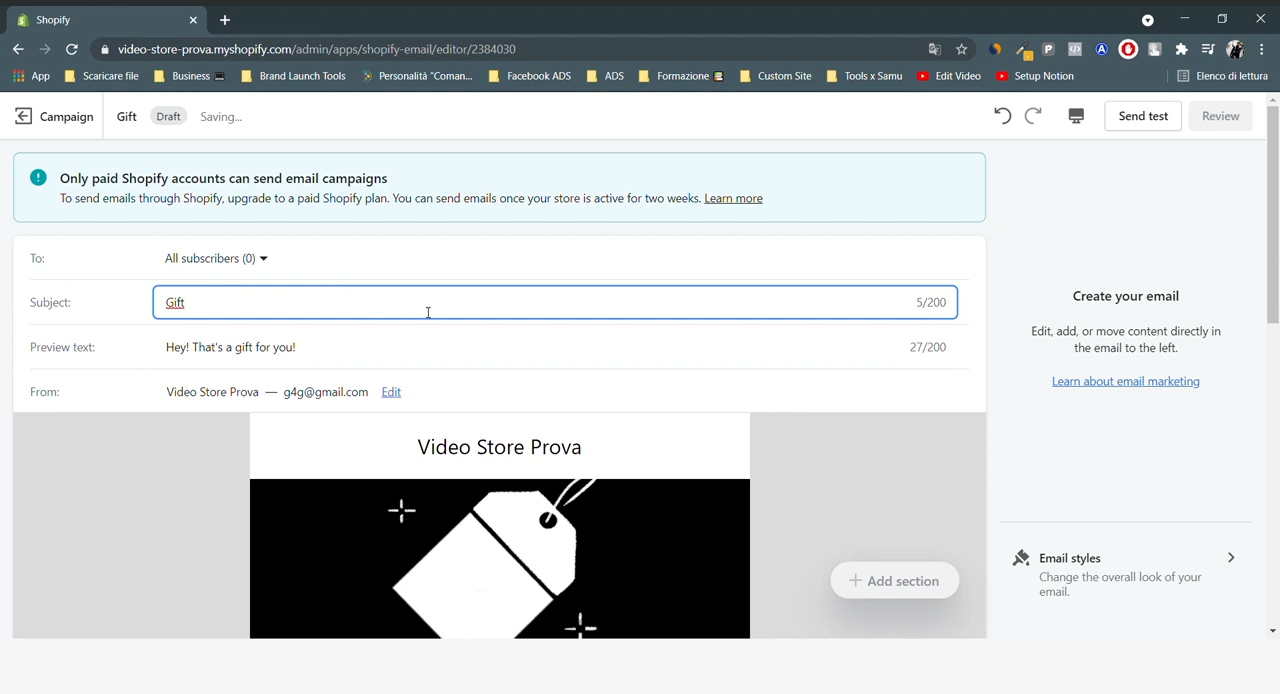 Shopify
video-store-prova.myshopify.com/admin/apps/shopify-email/editor/2384030
App Scaricare file Business Brand Launch Tools Personalità "Coman... Facebook ADS ADS Formazione Custom Site Tools x Samu Edit Video Setup Notion Elenco di lettura
Campaign Gift Draft Saving... Send test Review
Only paid Shopify accounts can send email campaigns
To send emails through Shopify, upgrade to a paid Shopify plan. You can send emails once your store is active for two weeks. Learn more
To: All subscribers (0)
Subject: Gift 5/200
Preview text: Hey! That's a gift for you! 27/200
From: Video Store Prova — g4g@gmail.com Edit
Video Store Prova
Add section
Create your email
Edit, add, or move content directly in
the email to the left.
Learn about email marketing
Email styles
Change the overall look of your
email.